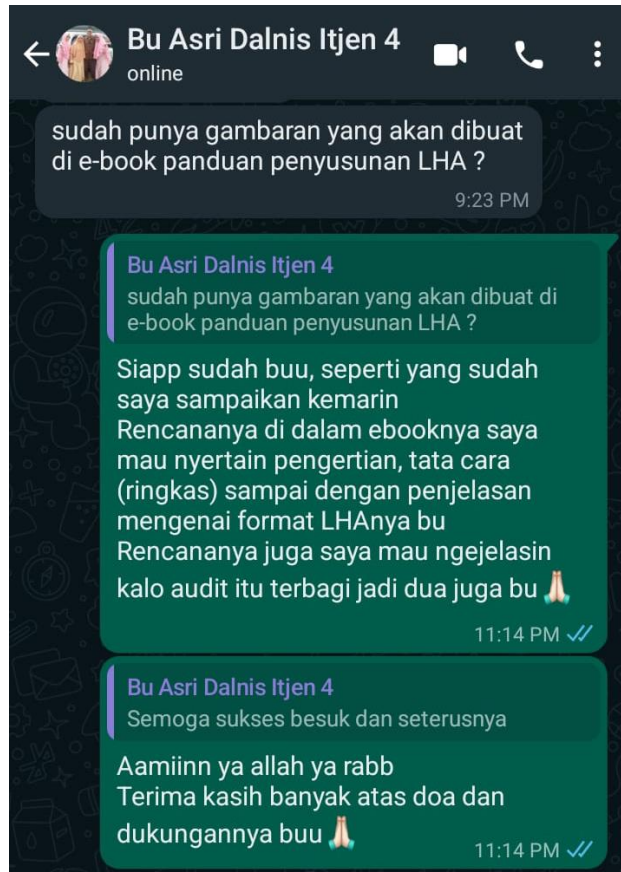 Bu Asri Dalnis Itjen 4
online
sudah punya gambaran yang akan dibuat
di e-book panduan penyusunan LHA ?
9:23 PM
Bu Asri Dalnis Itjen 4
sudah punya gambaran yang akan dibuat di
e-book panduan penyusunan LHA ?
Siapp sudah buu, seperti yang sudah
saya sampaikan kemarin
Rencananya di dalam ebooknya saya
mau nyertain pengertian, tata cara
(ringkas) sampai dengan penjelasan
mengenai format LHAnya bu
Rencananya juga saya mau ngejelasin
kalo audit itu terbagi jadi dua juga bu 🙏🏻
11:14 PM
Bu Asri Dalnis Itjen 4
Semoga sukses besuk dan seterusnya
Aamiinn ya allah ya rabb
Terima kasih banyak atas doa dan
dukungannya buu 🙏🏻
11:14 PM